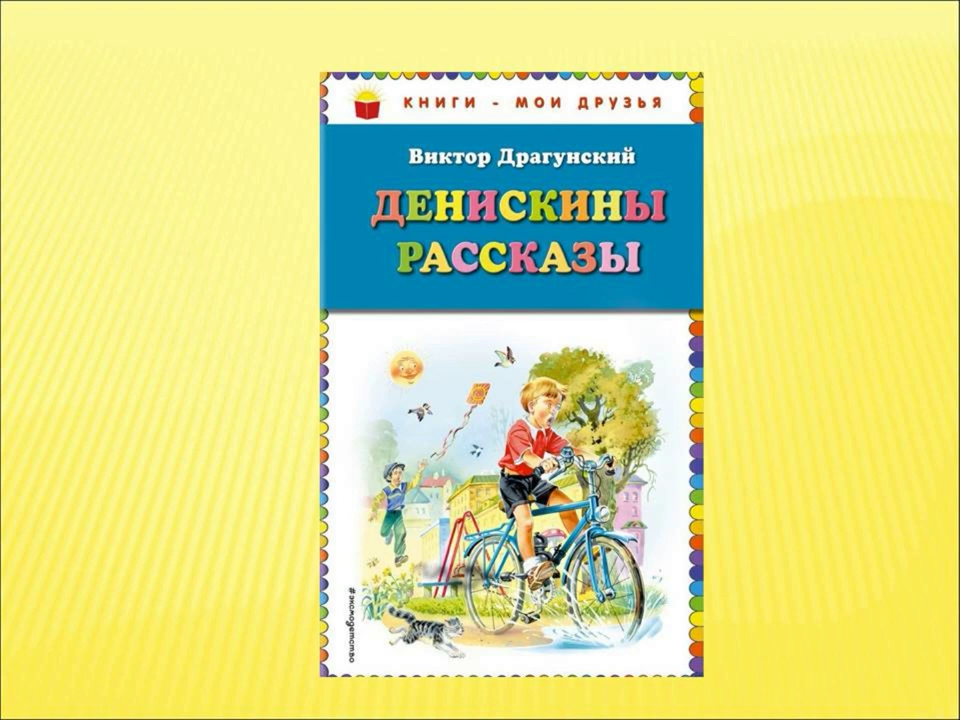 КНИГИ - МОИ ДРУЗЬЯ
Виктор Драгунский
ДЕНИСКИНЫ
РАССКАЗЫ
#эксмодетство